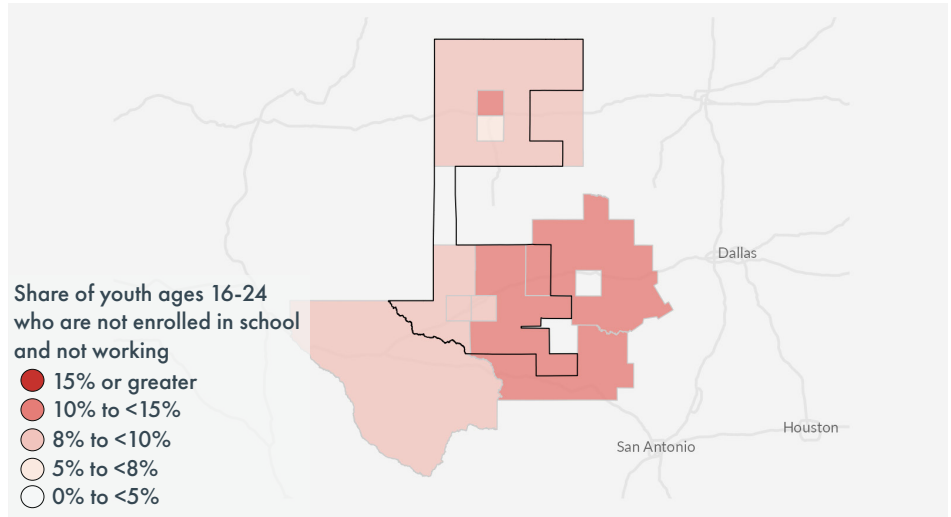 Dallas
Share of youth ages 16-24
who are not enrolled in school
and not working
15% or greater
10% to <15%
8% to <10%
5% to <8%
0% to <5%
Houston
San Antonio